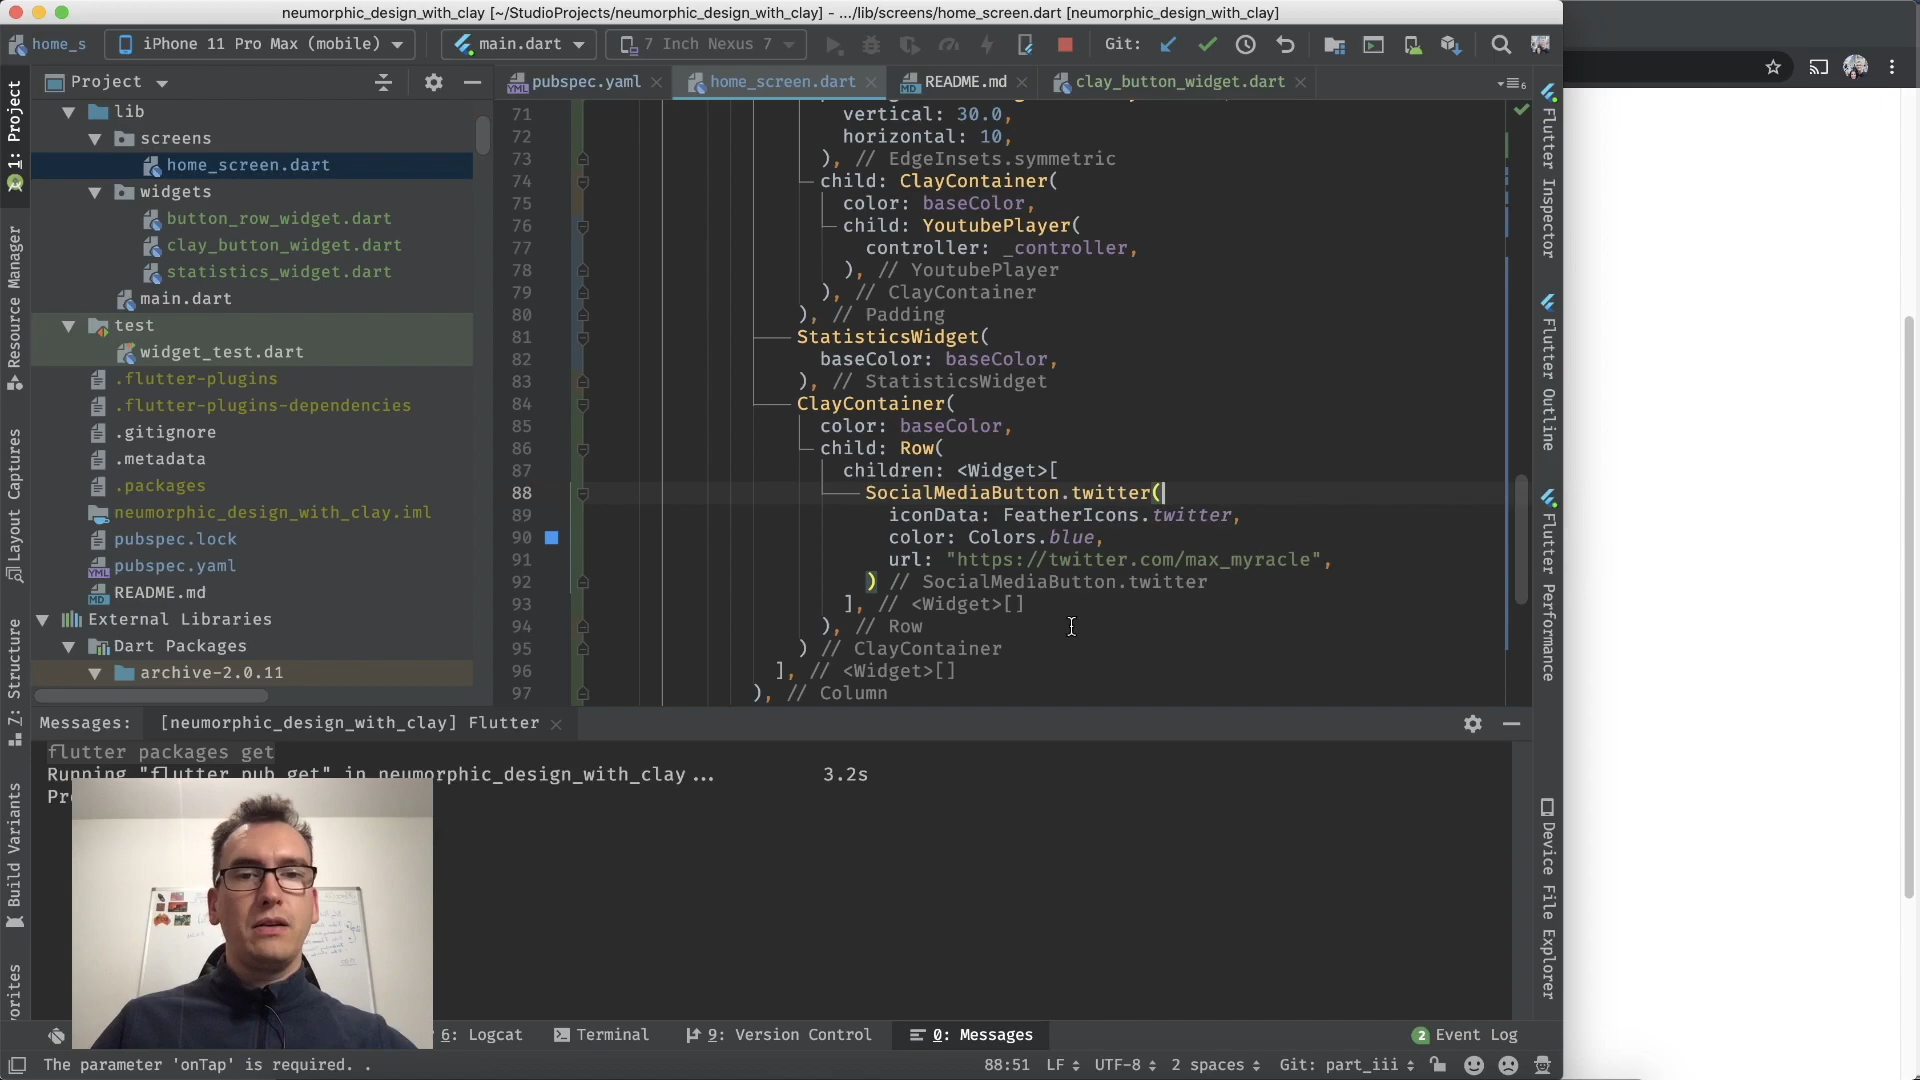 neumorphic_design_with_clay [~/StudioProjects/neumorphic_design_with_clay] - .../lib/screens/home_screen.dart [neumorphic_design_with_clay]
home_s
iPhone 11 Pro Max (mobile)
main.dart
7 Inch Nexus 7
Git:
Project
pubspec.yaml
home_screen.dart
README.md
clay_button_widget.dart
6
1: Project
Resource Manager
Layout Captures
Z: Structure
Build Variants
vorites
lib
screens
home_screen.dart
widgets
button_row_widget.dart
clay_button_widget.dart
statistics_widget.dart
main.dart
test
widget_test.dart
.flutter-plugins
.flutter-plugins-dependencies
.gitignore
.metadata
.packages
neumorphic_design_with_clay.iml
pubspec.lock
pubspec.yaml
README.md
External Libraries
Dart Packages
archive-2.0.11
71 vertical: 30.0,
72 horizontal: 10,
73 ), // EdgeInsets.symmetric
74 child: ClayContainer(
75 color: baseColor,
76 child: YoutubePlayer(
77 controller: _controller,
78 ), // YoutubePlayer
79 ), // ClayContainer
80 ), // Padding
81 StatisticsWidget(
82 baseColor: baseColor,
83 ), // StatisticsWidget
84 ClayContainer(
85 color: baseColor,
86 child: Row(
87 children: <Widget>[
88 SocialMediaButton.twitter(
89 iconData: FeatherIcons.twitter,
90 color: Colors.blue,
91 url: "https://twitter.com/max_myracle",
92 ) // SocialMediaButton.twitter
93 ], // <Widget>[]
94 ), // Row
95 ) // ClayContainer
96 ], // <Widget>[]
97 ), // Column
Flutter Inspector
Flutter Outline
Flutter Performance
Device File Explorer
Messages: [neumorphic_design_with_clay] Flutter
flutter packages get
Running "flutter pub get" in neumorphic_design_with_clay... 3.2s
Pr
6: Logcat
Terminal
9: Version Control
0: Messages
2 Event Log
The parameter 'onTap' is required. .
88:51 LF UTF-8 2 spaces Git: part_iii